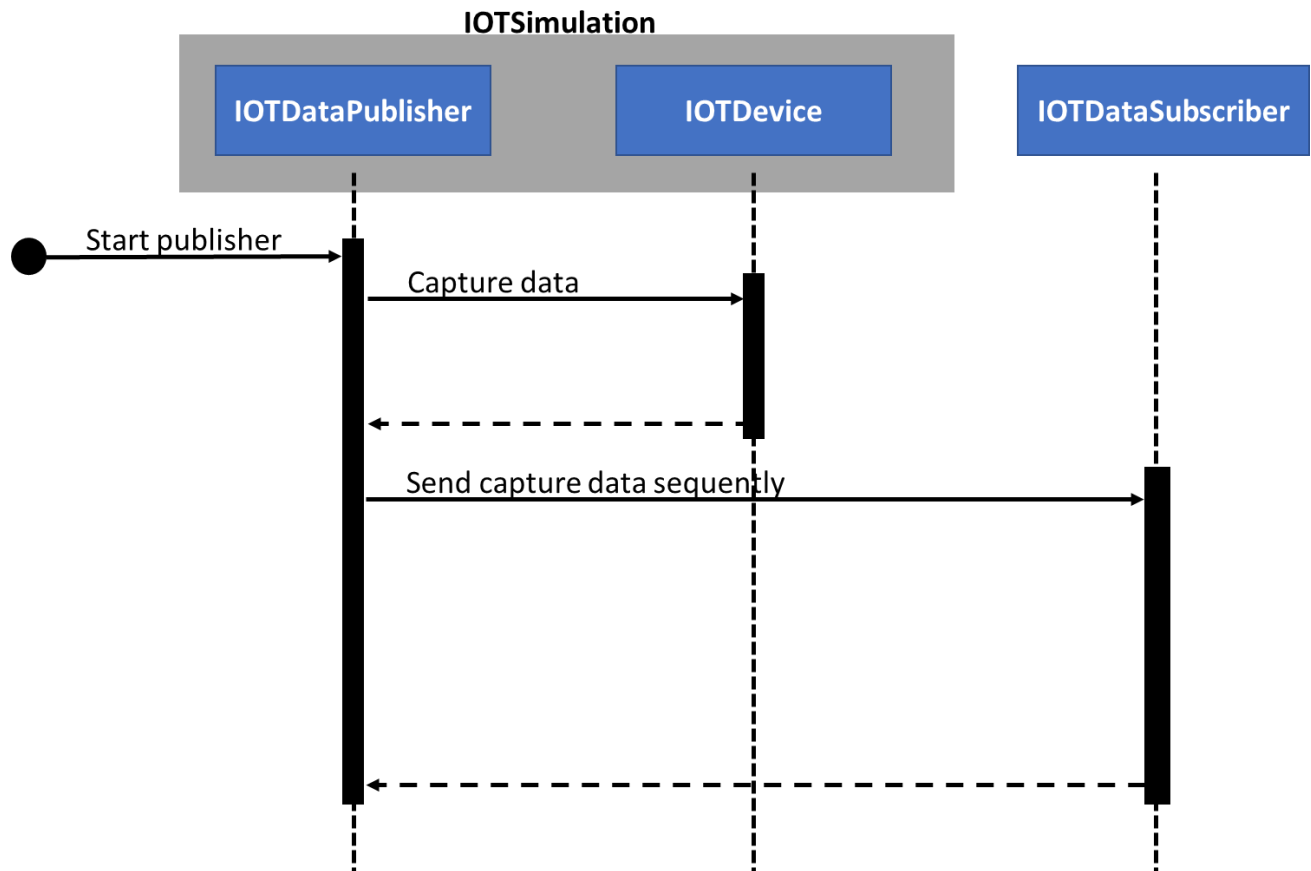 IOTSimulation
IOTDataPublisher
IOTDevice
IOTDataSubscriber
Start publisher
Capture data
Send capture data sequently